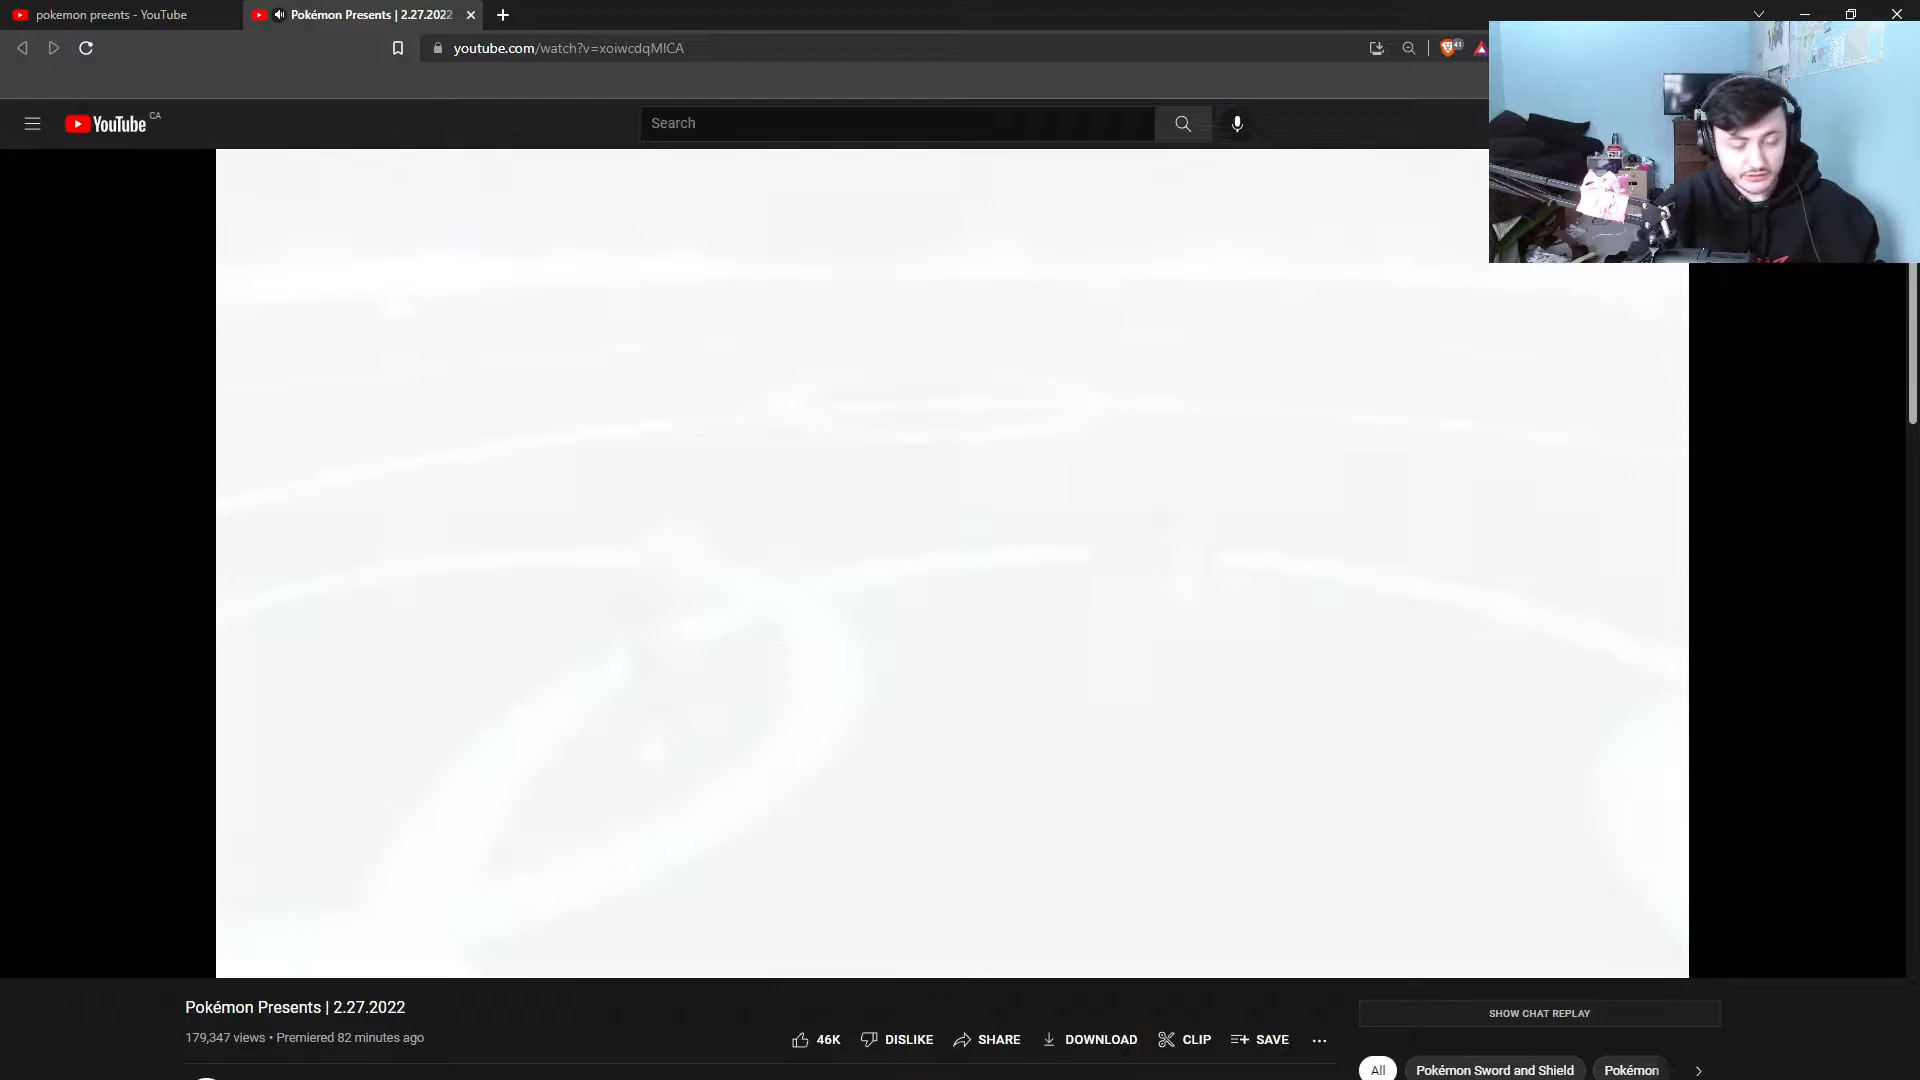 pokemon preents - YouTube
Pokémon Presents | 2.27.2022
youtube.com/watch?v=xoiwcdqMICA
41
YouTube CA
Search
Pokémon Presents | 2.27.2022
179,347 views • Premiered 82 minutes ago
46K
DISLIKE
SHARE
DOWNLOAD
CLIP
SAVE
SHOW CHAT REPLAY
All
Pokémon Sword and Shield
Pokémon